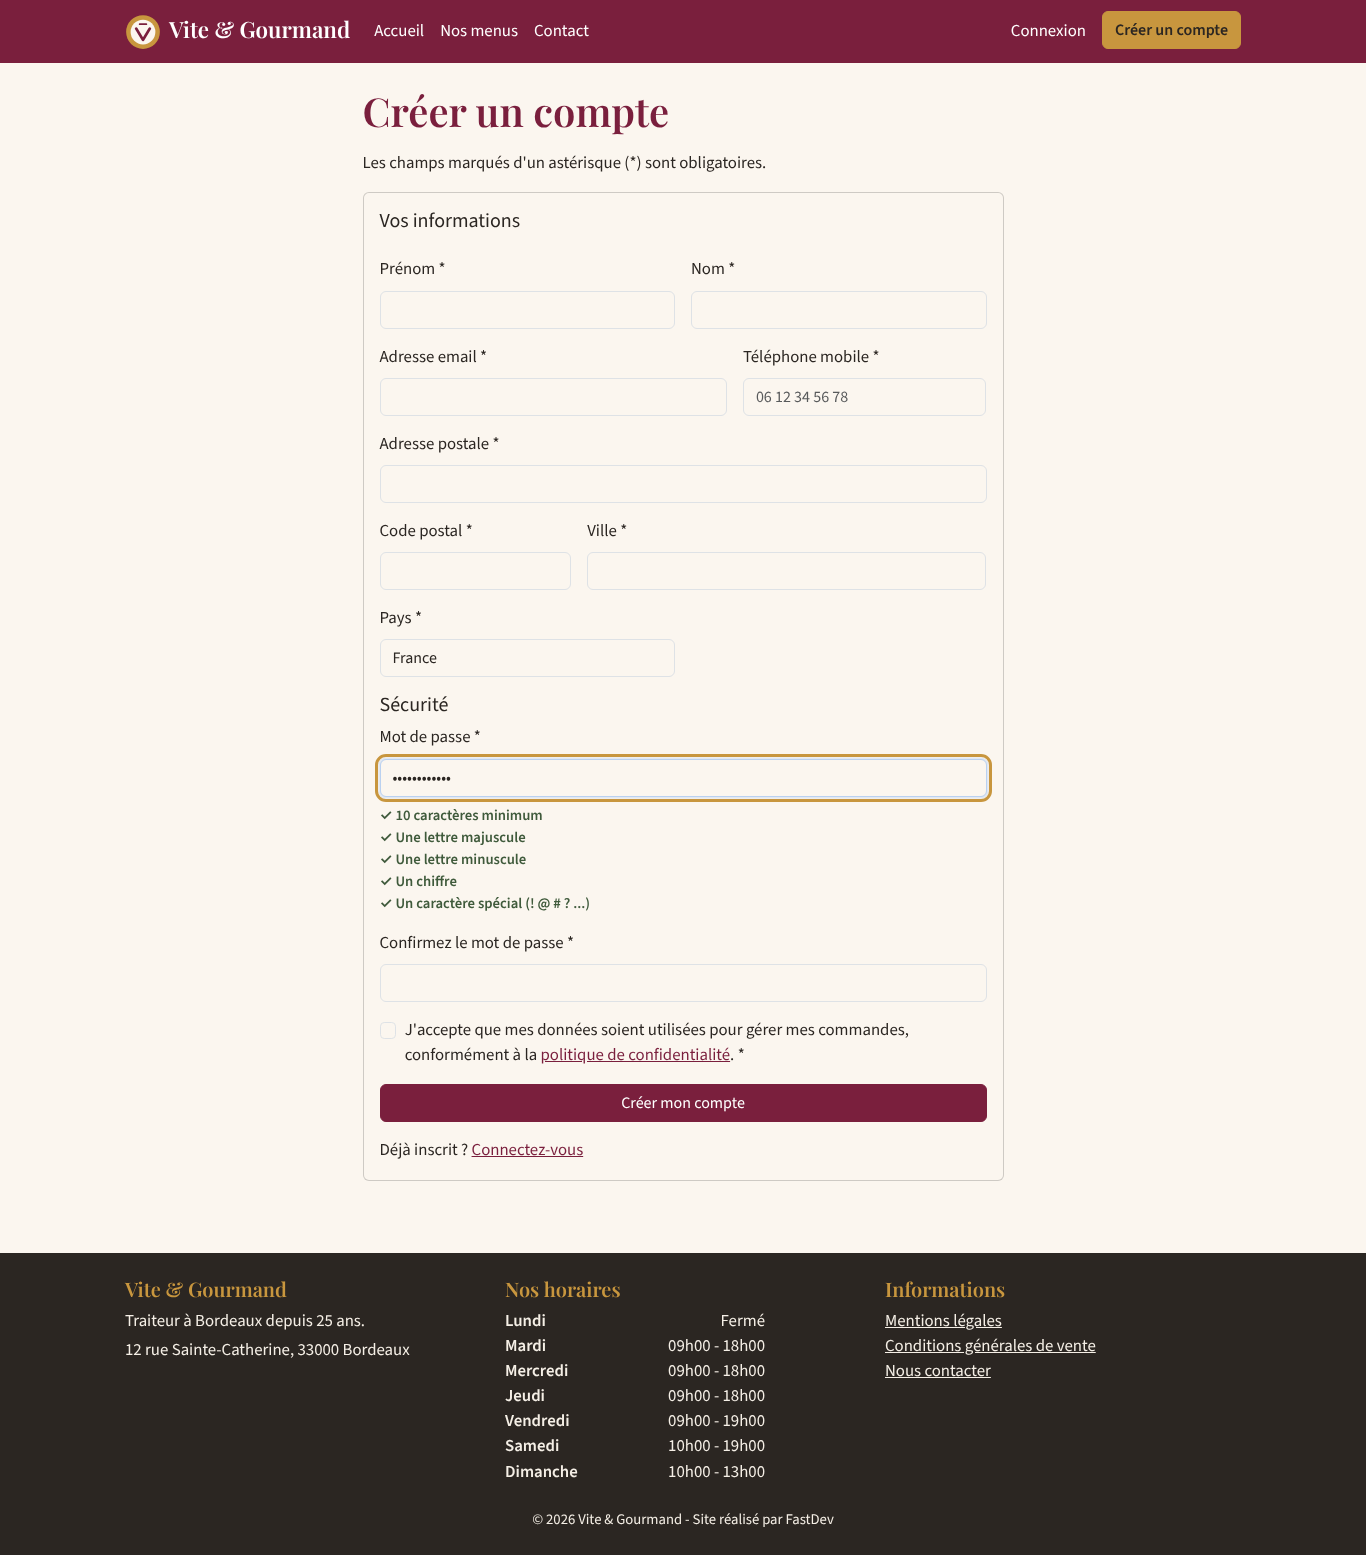 Vite & Gourmand
Accueil
Nos menus
Contact
Connexion
Créer un compte
Créer un compte
Les champs marqués d'un astérisque (*) sont obligatoires.
Vos informations
Prénom *
Nom *
Adresse email *
Téléphone mobile *
06 12 34 56 78
Adresse postale *
Code postal *
Ville *
Pays *
France
Sécurité
Mot de passe *
••••••••••••
✓ 10 caractères minimum
✓ Une lettre majuscule
✓ Une lettre minuscule
✓ Un chiffre
✓ Un caractère spécial (! @ # ? ...)
Confirmez le mot de passe *
J'accepte que mes données soient utilisées pour gérer mes commandes,
conformément à la politique de confidentialité. *
Créer mon compte
Déjà inscrit ? Connectez-vous
Vite & Gourmand
Traiteur à Bordeaux depuis 25 ans.
12 rue Sainte-Catherine, 33000 Bordeaux
Nos horaires
Lundi Fermé
Mardi 09h00 - 18h00
Mercredi 09h00 - 18h00
Jeudi 09h00 - 18h00
Vendredi 09h00 - 19h00
Samedi 10h00 - 19h00
Dimanche 10h00 - 13h00
Informations
Mentions légales
Conditions générales de vente
Nous contacter
© 2026 Vite & Gourmand - Site réalisé par FastDev